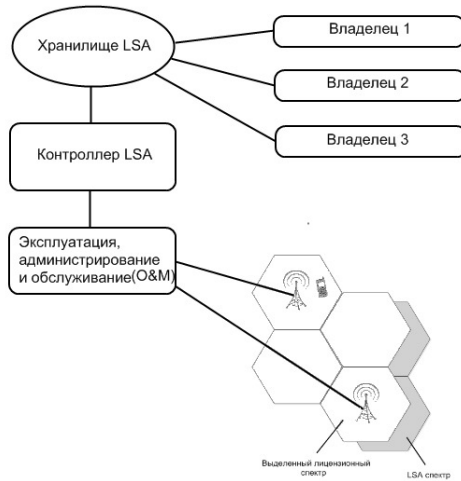 Хранилище LSA
Владелец 1
Владелец 2
Владелец 3
Контроллер LSA
Эксплуатация,
администрирование
и обслуживание(O&M)
Выделенный лицензионный
спектр
LSA спектр